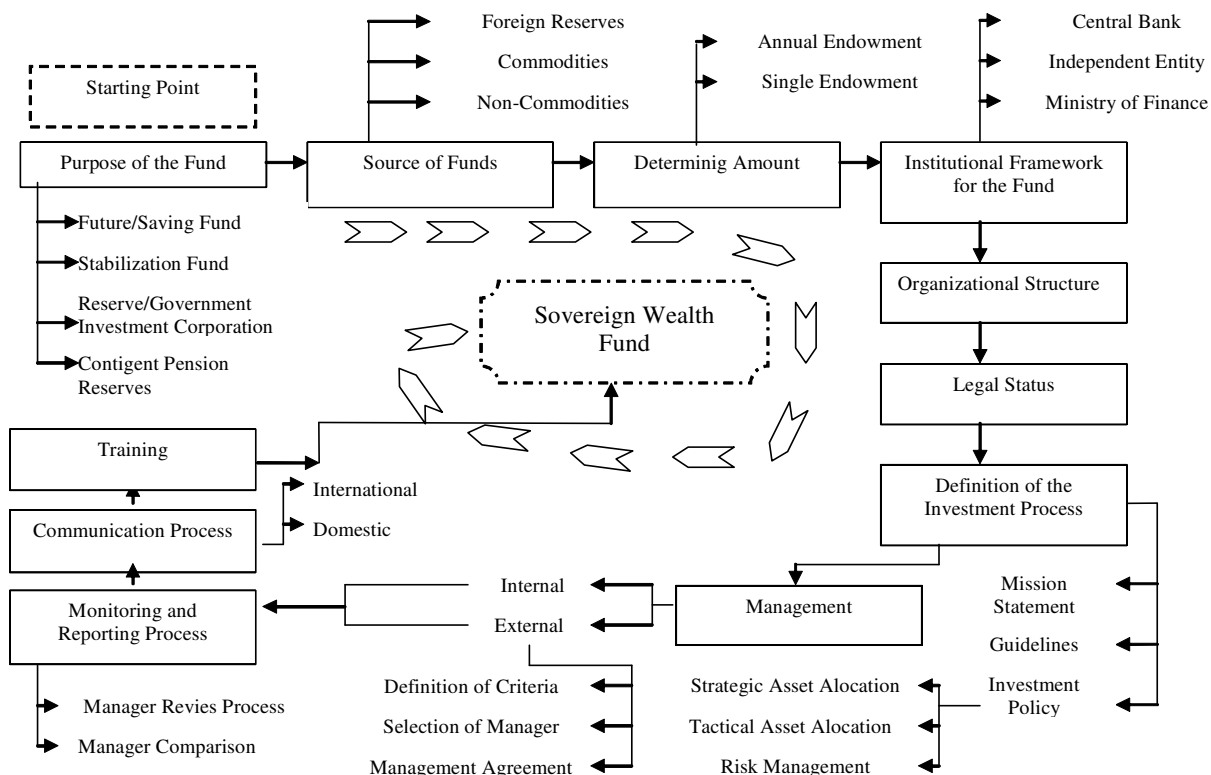 Foreign Reserves
Commodities
Non-Commodities
Annual Endowment
Single Endowment
Central Bank
Independent Entity
Ministry of Finance
Starting Point
Purpose of the Fund
Source of Funds
Determinig Amount
Institutional Framework
for the Fund
Future/Saving Fund
Stabilization Fund
Reserve/Government
Investment Corporation
Contigent Pension
Reserves
Sovereign Wealth
Fund
Organizational Structure
Legal Status
Definition of the
Investment Process
Training
Communication Process
International
Domestic
Monitoring and
Reporting Process
Manager Revies Process
Manager Comparison
Internal
External
Management
Mission
Statement
Guidelines
Investment
Policy
Definition of Criteria
Selection of Manager
Management Agreement
Strategic Asset Alocation
Tactical Asset Alocation
Risk Management